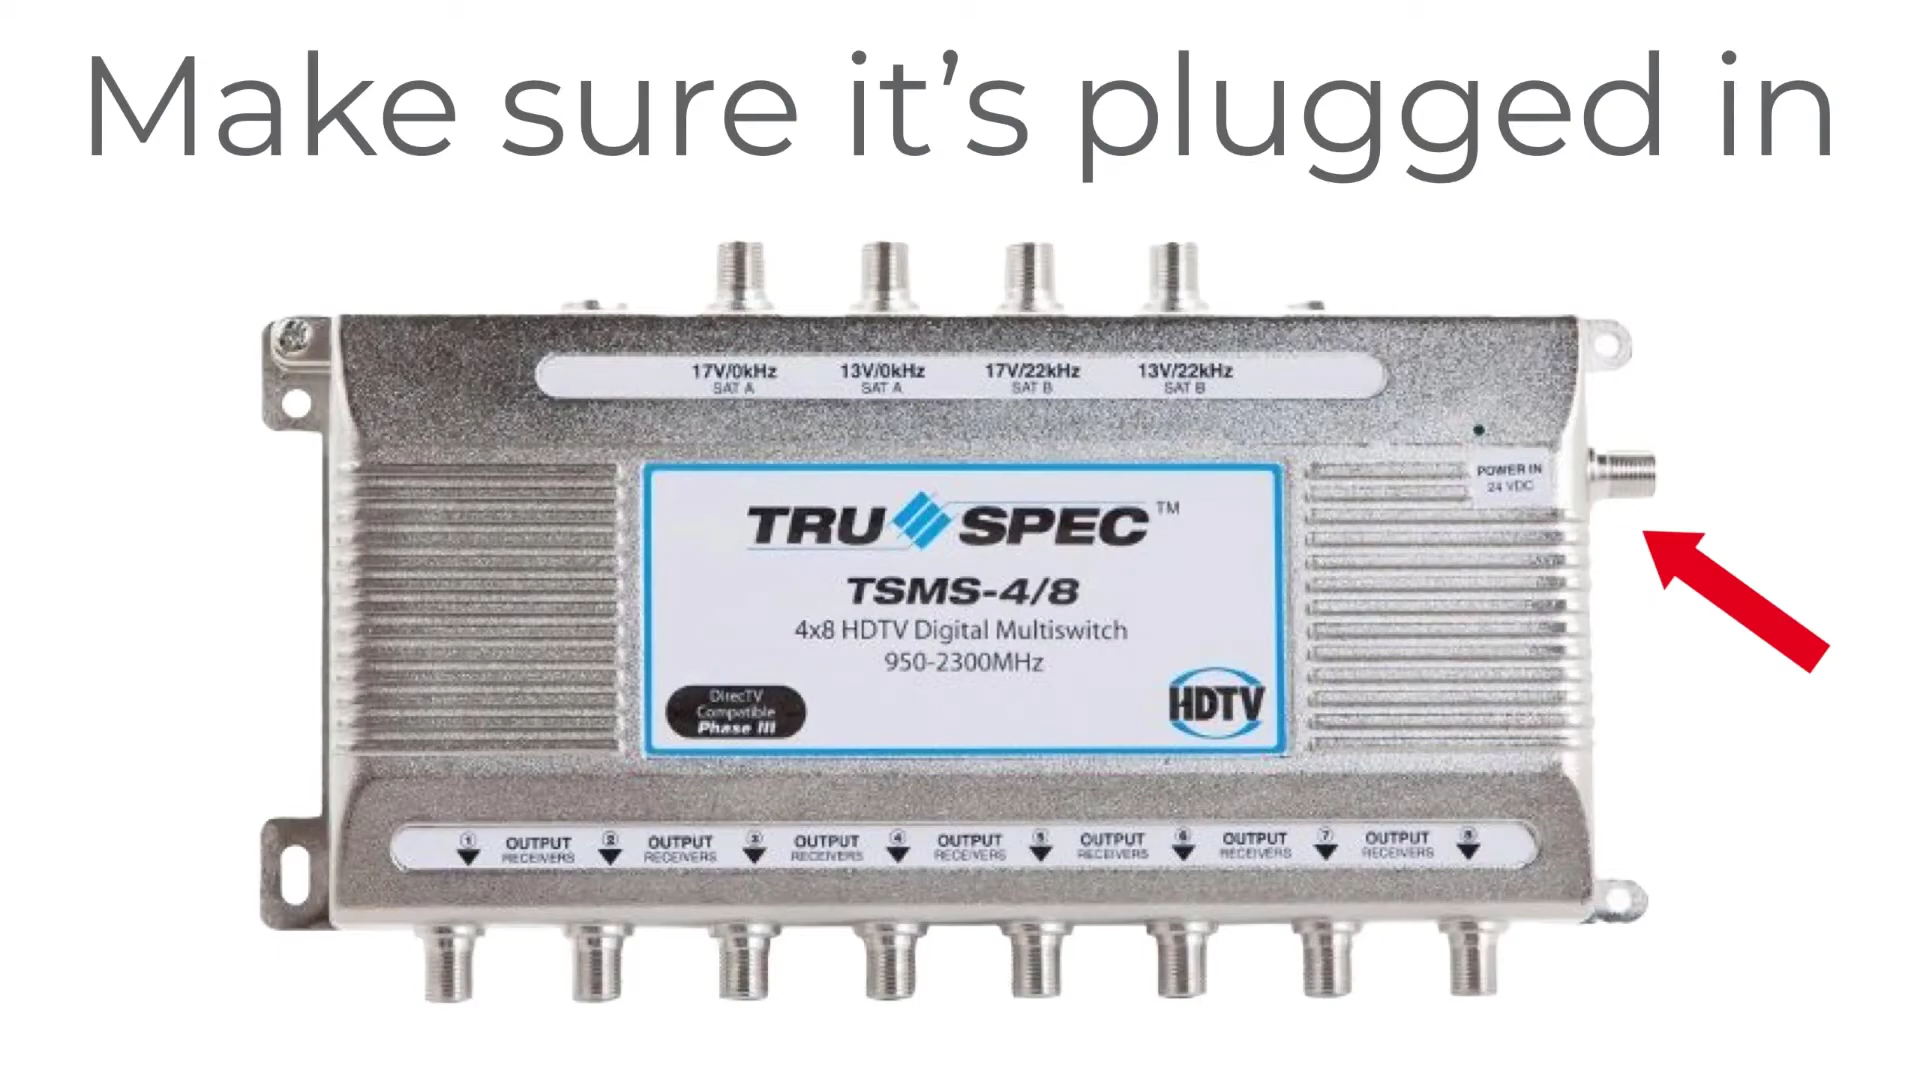 Make sure it’s plugged in
17V/0kHz 13V/0kHz 17V/22kHz 13V/22kHz
SAT A SAT A SAT B SAT B
POWER IN
24 VDC
TRU SPEC™
TSMS-4/8
4x8 HDTV Digital Multiswitch
950-2300MHz
DirecTV
Compatible
Phase III
HDTV
1 OUTPUT 2 OUTPUT 3 OUTPUT 4 OUTPUT 5 OUTPUT 6 OUTPUT 7 OUTPUT 8
RECEIVERS RECEIVERS RECEIVERS RECEIVERS RECEIVERS RECEIVERS RECEIVERS